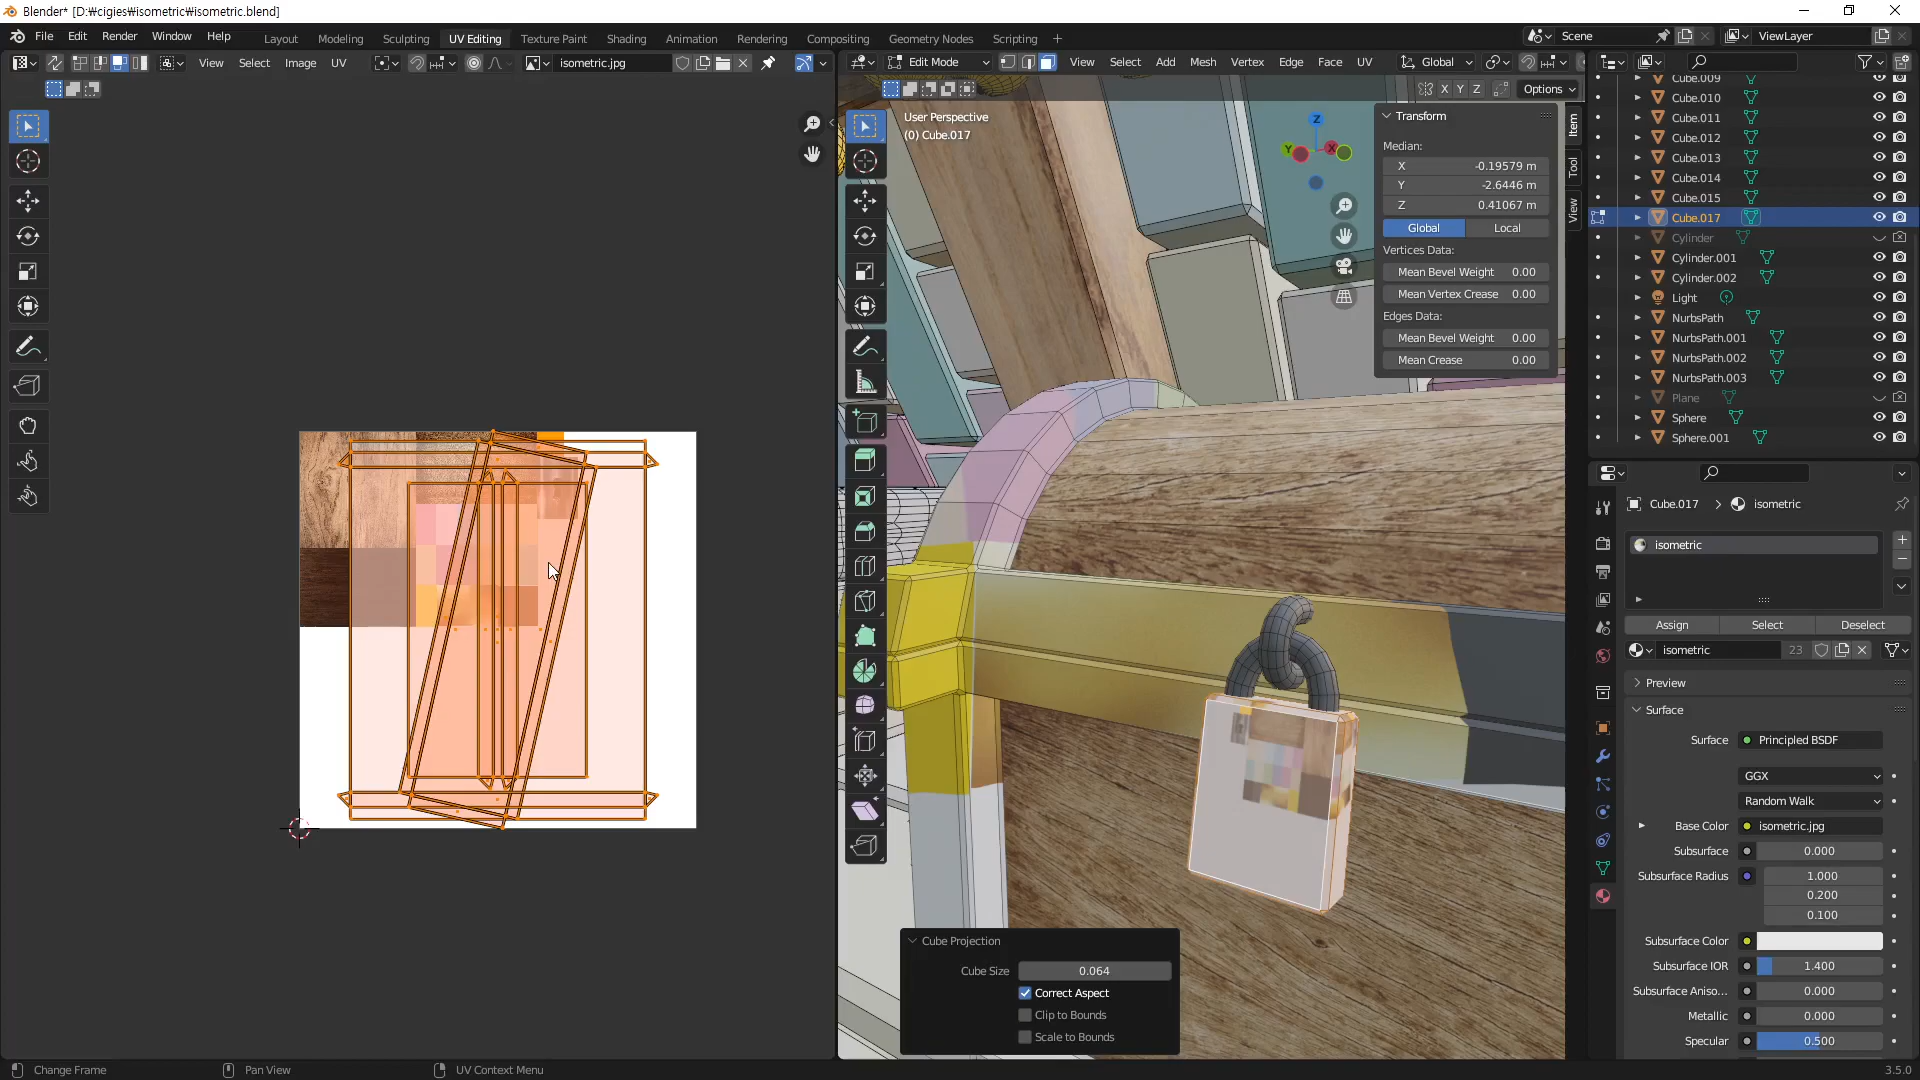 Blender* [D:₩cigies₩isometric₩isometric.blend]
File Edit Render Window Help
Layout Modeling Sculpting UV Editing Texture Paint Shading Animation Rendering Compositing Geometry Nodes Scripting
Scene
ViewLayer
View Select Image UV
isometric.jpg
Edit Mode
View Select Add Mesh Vertex Edge Face UV
Global
X Y Z
Options
User Perspective
(0) Cube.017
Transform
Median:
X -0.19579 m
Y -2.6446 m
Z 0.41067 m
Global Local
Vertices Data:
Mean Bevel Weight 0.00
Mean Vertex Crease 0.00
Edges Data:
Mean Bevel Weight 0.00
Mean Crease 0.00
Item
Tool
View
Z
Y
X
Cube.009
Cube.010
Cube.011
Cube.012
Cube.013
Cube.014
Cube.015
Cube.017
Cylinder
Cylinder.001
Cylinder.002
Light
NurbsPath
NurbsPath.001
NurbsPath.002
NurbsPath.003
Plane
Sphere
Sphere.001
Cube.017 > isometric
isometric
Assign Select Deselect
isometric 23
Preview
Surface
Surface Principled BSDF
GGX
Random Walk
Base Color isometric.jpg
Subsurface 0.000
Subsurface Radius 1.000
0.200
0.100
Subsurface Color
Subsurface IOR 1.400
Subsurface Aniso... 0.000
Metallic 0.000
Specular 0.500
Cube Projection
Cube Size 0.064
Correct Aspect
Clip to Bounds
Scale to Bounds
Change Frame
Pan View
UV Context Menu
3.5.0